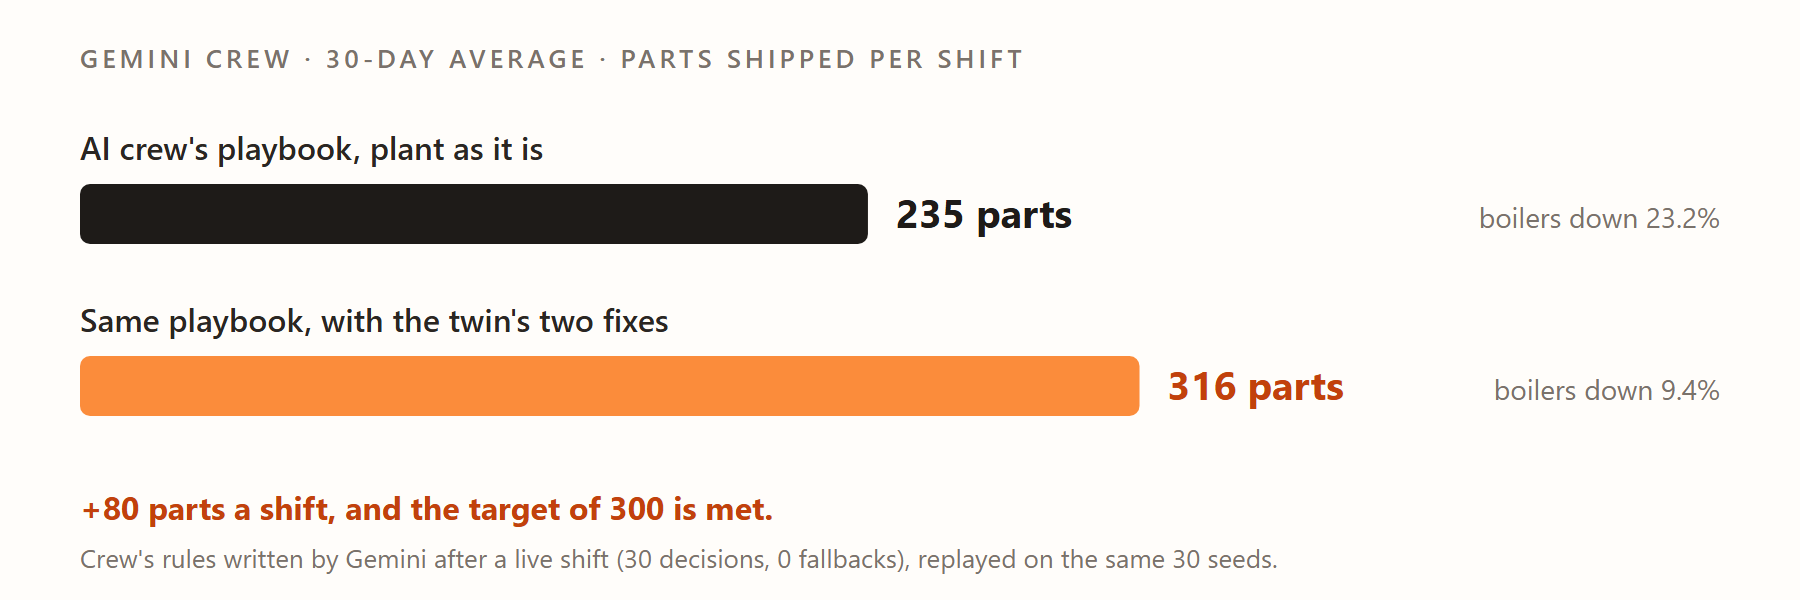 GEMINI CREW · 30-DAY AVERAGE · PARTS SHIPPED PER SHIFT
AI crew's playbook, plant as it is
235 parts
boilers down 23.2%
Same playbook, with the twin's two fixes
316 parts
boilers down 9.4%
+80 parts a shift, and the target of 300 is met.
Crew's rules written by Gemini after a live shift (30 decisions, 0 fallbacks), replayed on the same 30 seeds.